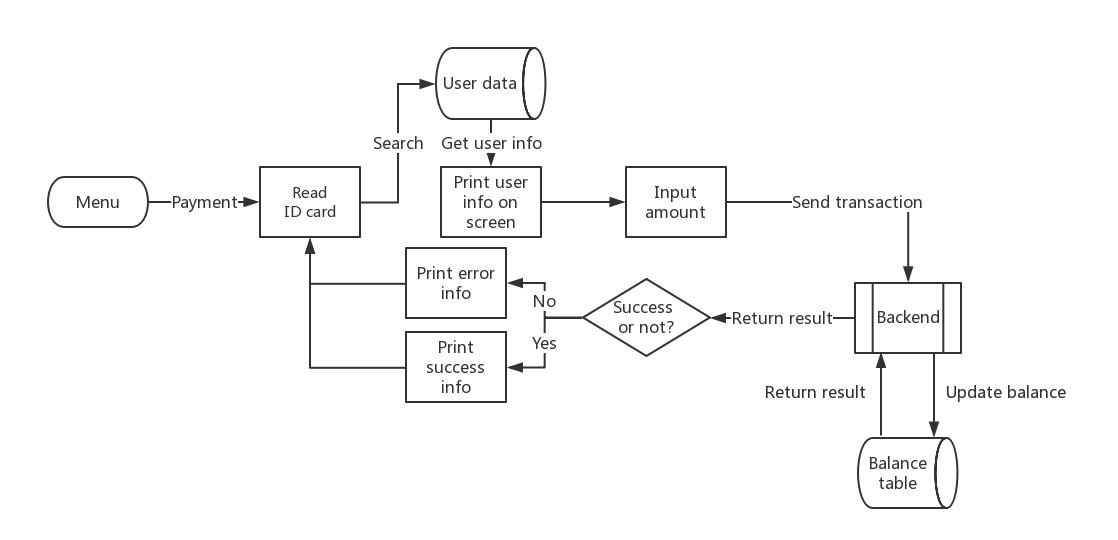 User data
Search
Get user info
Menu
Payment
Read
ID card
Print user
info on
screen
Input
amount
Send transaction
Print error
info
No
Success
or not?
Return result
Backend
Yes
Print
success
info
Return result
Update balance
Balance
table